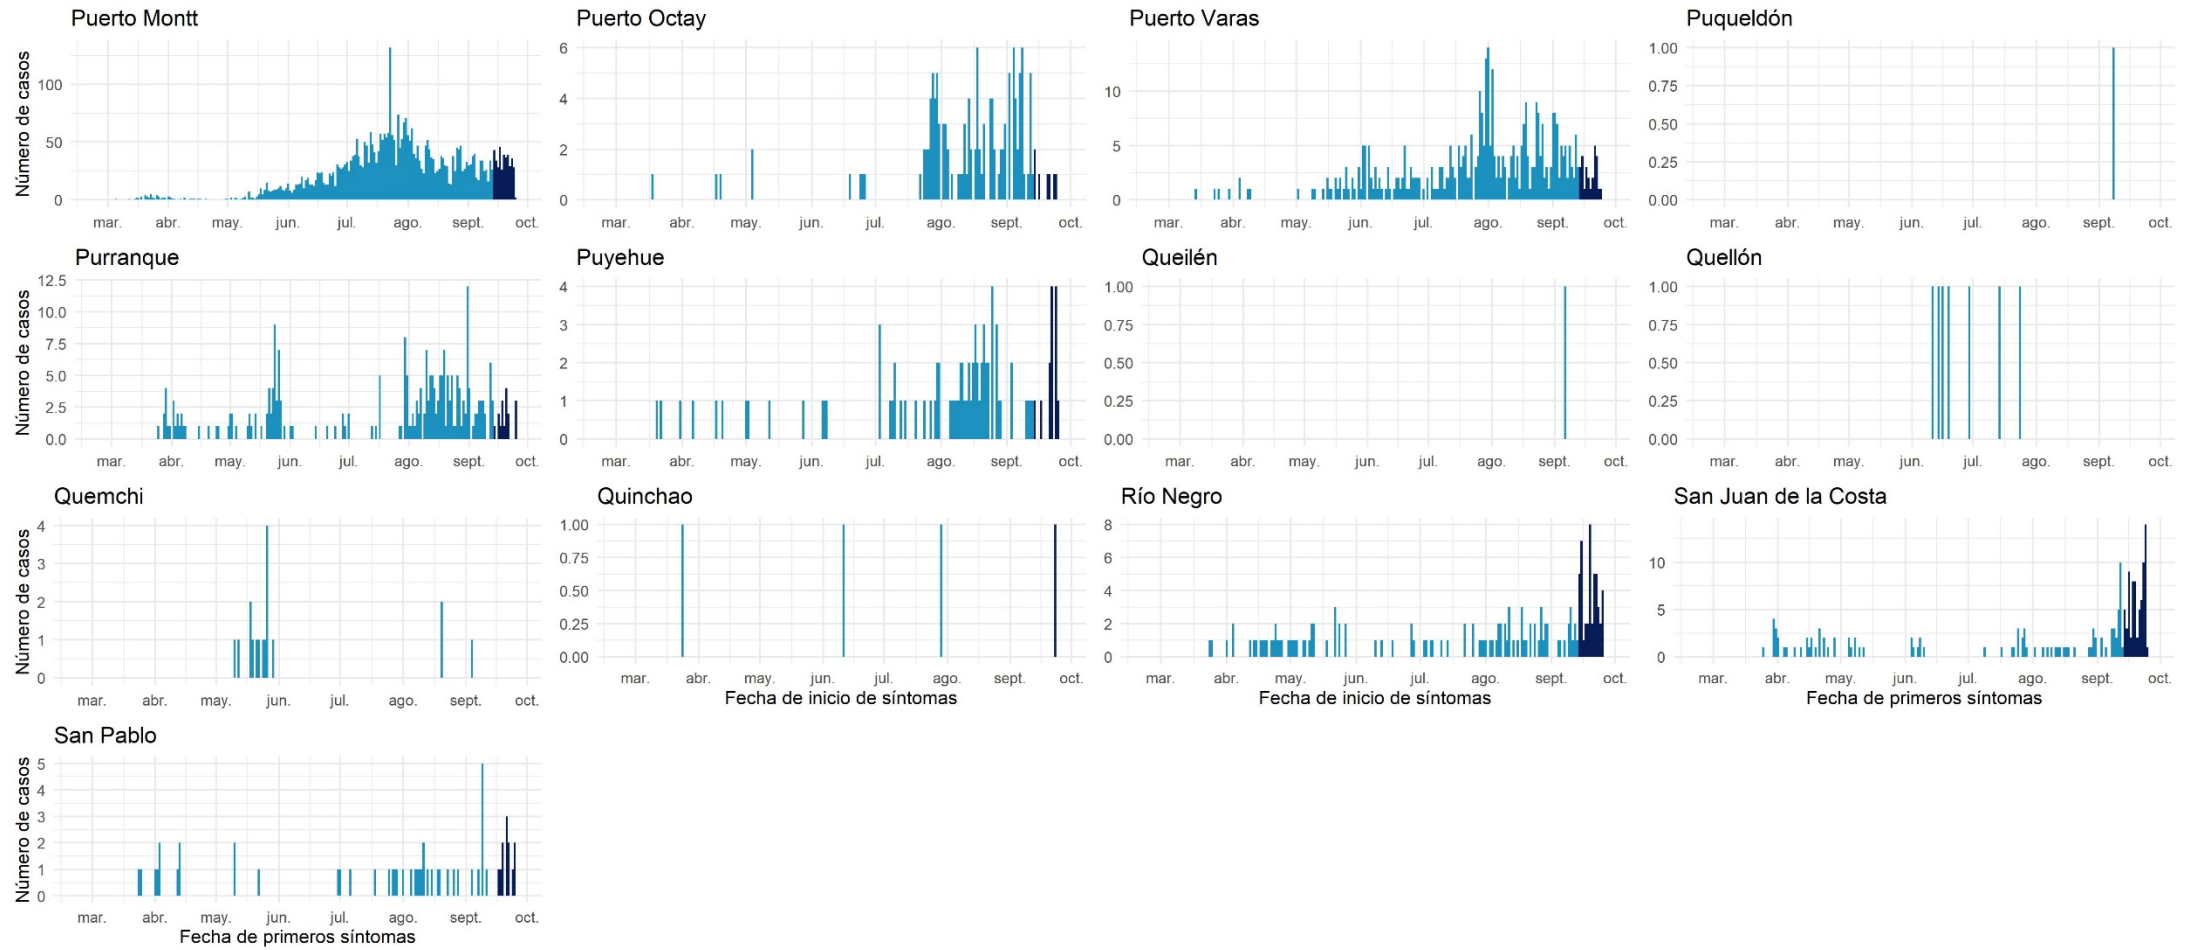 Puerto Montt
Número de casos
100
50
0
mar. abr. may. jun. jul. ago. sept. oct.
Puerto Octay
6
4
2
0
mar. abr. may. jun. jul. ago. sept. oct.
Puerto Varas
10
5
0
mar. abr. may. jun. jul. ago. sept. oct.
Puqueldón
1.00
0.75
0.50
0.25
0.00
mar. abr. may. jun. jul. ago. sept. oct.
Purranque
Número de casos
12.5
10.0
7.5
5.0
2.5
0.0
mar. abr. may. jun. jul. ago. sept. oct.
Puyehue
4
3
2
1
0
mar. abr. may. jun. jul. ago. sept. oct.
Queilén
1.00
0.75
0.50
0.25
0.00
mar. abr. may. jun. jul. ago. sept. oct.
Quellón
1.00
0.75
0.50
0.25
0.00
mar. abr. may. jun. jul. ago. sept. oct.
Quemchi
Número de casos
4
3
2
1
0
mar. abr. may. jun. jul. ago. sept. oct.
Quinchao
1.00
0.75
0.50
0.25
0.00
mar. abr. may. jun. jul. ago. sept. oct.
Fecha de inicio de síntomas
Río Negro
8
6
4
2
0
mar. abr. may. jun. jul. ago. sept. oct.
Fecha de inicio de síntomas
San Juan de la Costa
10
5
0
mar. abr. may. jun. jul. ago. sept. oct.
Fecha de primeros síntomas
San Pablo
Número de casos
5
4
3
2
1
0
mar. abr. may. jun. jul. ago. sept. oct.
Fecha de primeros síntomas